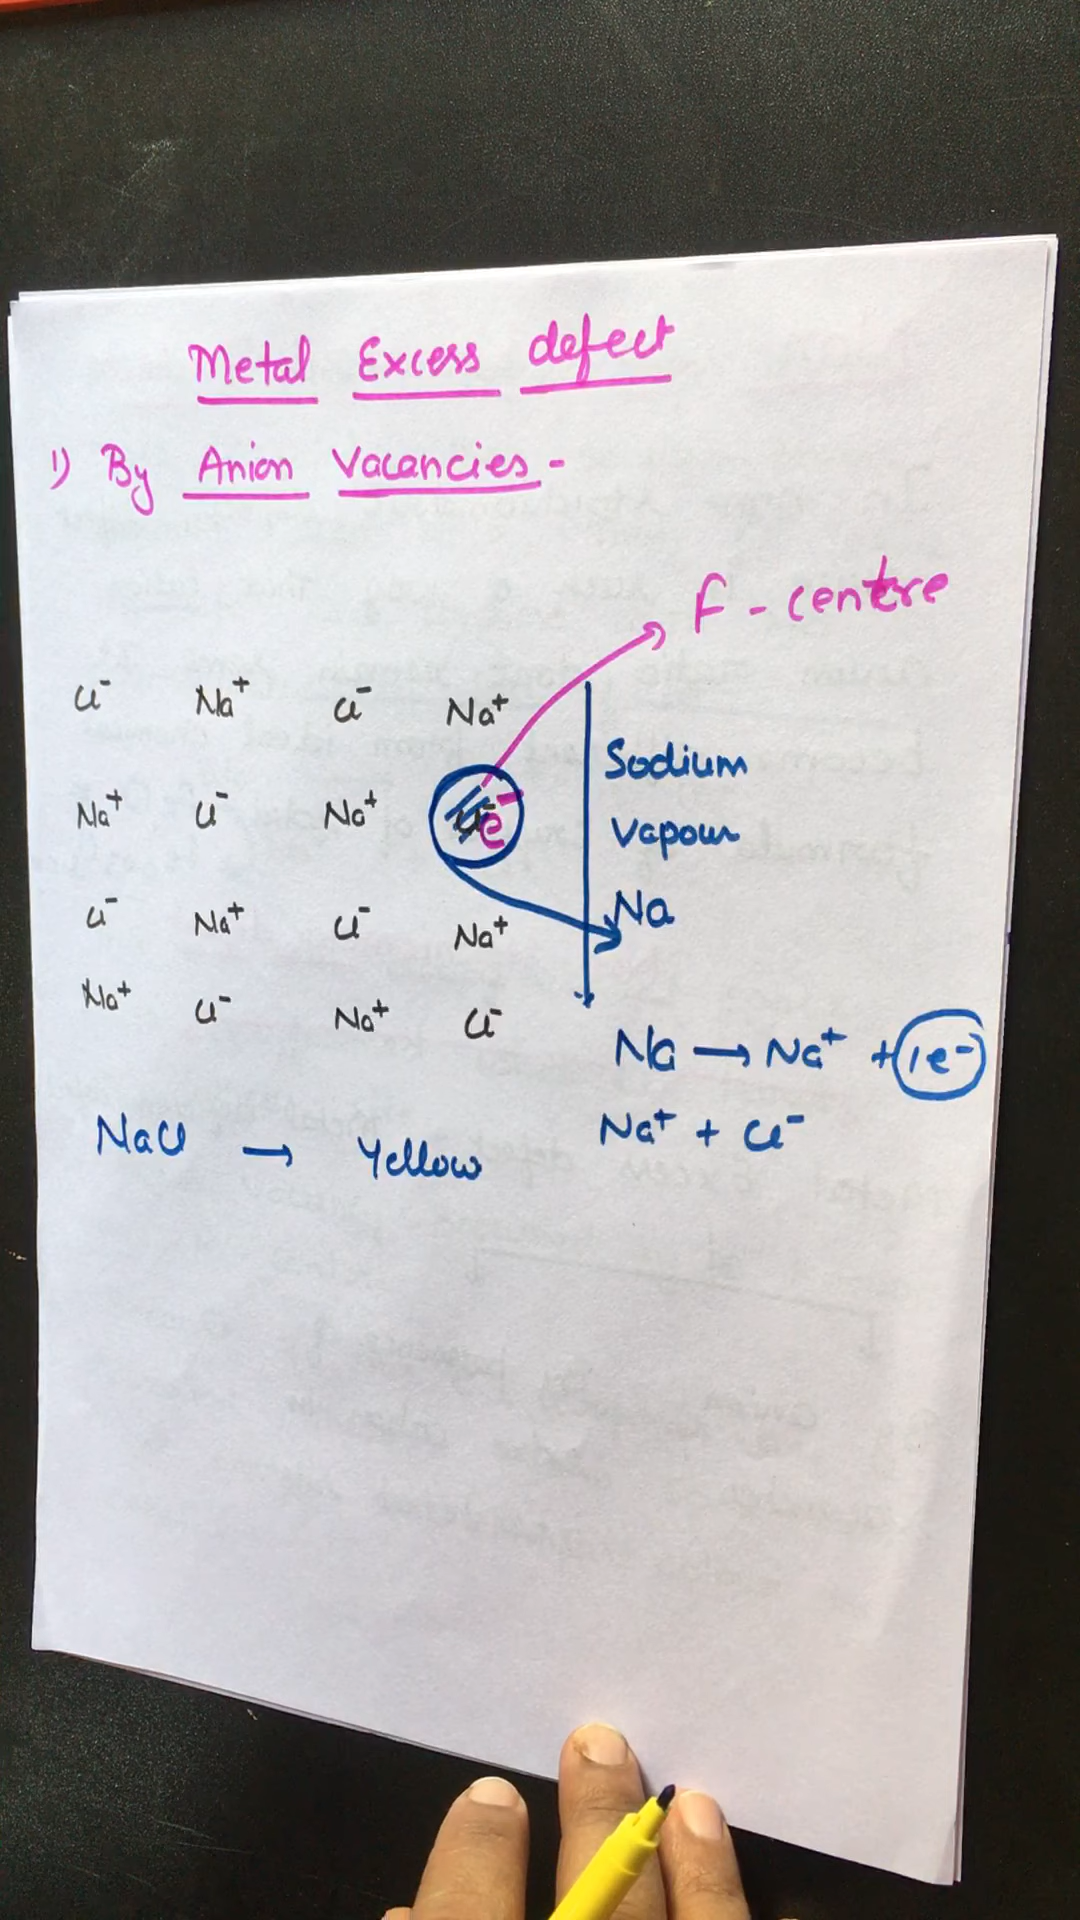 Metal Excess defect
1) By Anion Vacancies -
F - centre
Cl⁻ Na⁺ Cl⁻ Na⁺
Sodium
Na⁺ Cl⁻ Na⁺ e⁻
Vapour
Na
Cl⁻ Na⁺ Cl⁻ Na⁺
Na⁺ Cl⁻ Na⁺ Cl⁻
Na → Na⁺ + 1e⁻
Na⁺ + Cl⁻
NaCl → Yellow